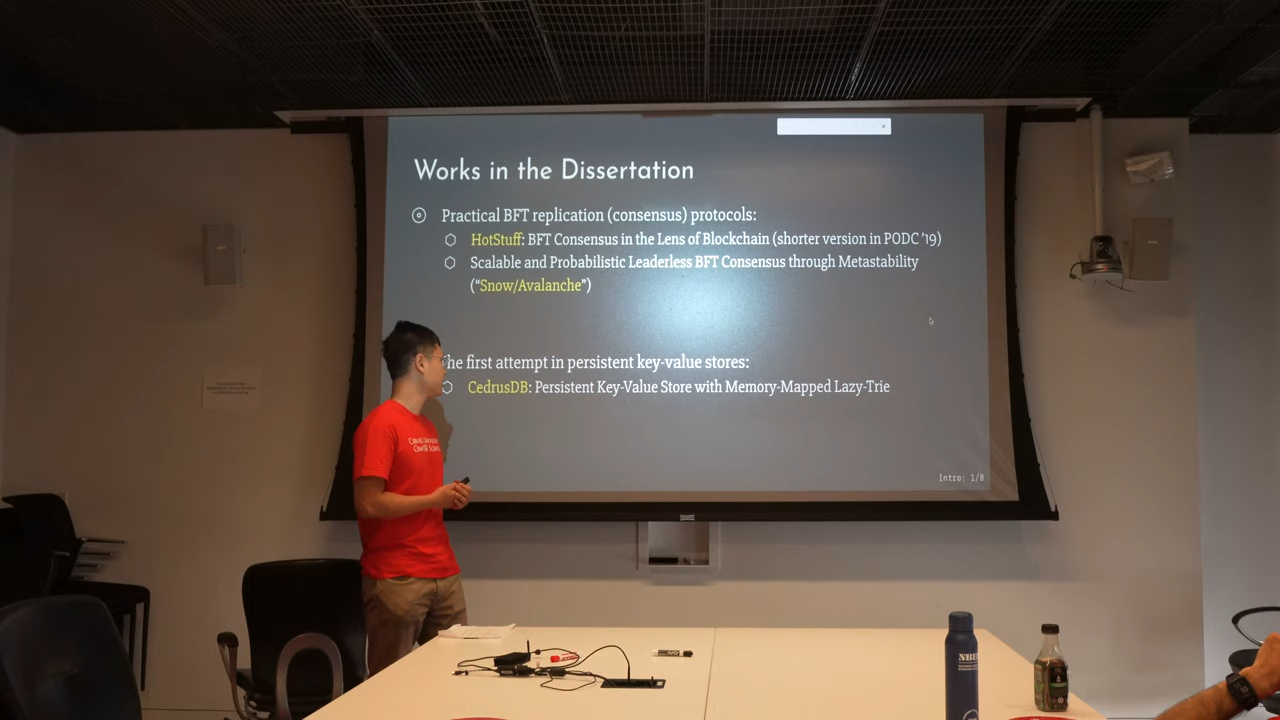 Works in the Dissertation
Practical BFT replication (consensus) protocols:
HotStuff: BFT Consensus in the Lens of Blockchain (shorter version in PODC '19)
Scalable and Probabilistic Leaderless BFT Consensus through Metastability
("Snow/Avalanche")
he first attempt in persistent key-value stores:
CedrusDB: Persistent Key-Value Store with Memory-Mapped Lazy-Trie
Intro: 1/8